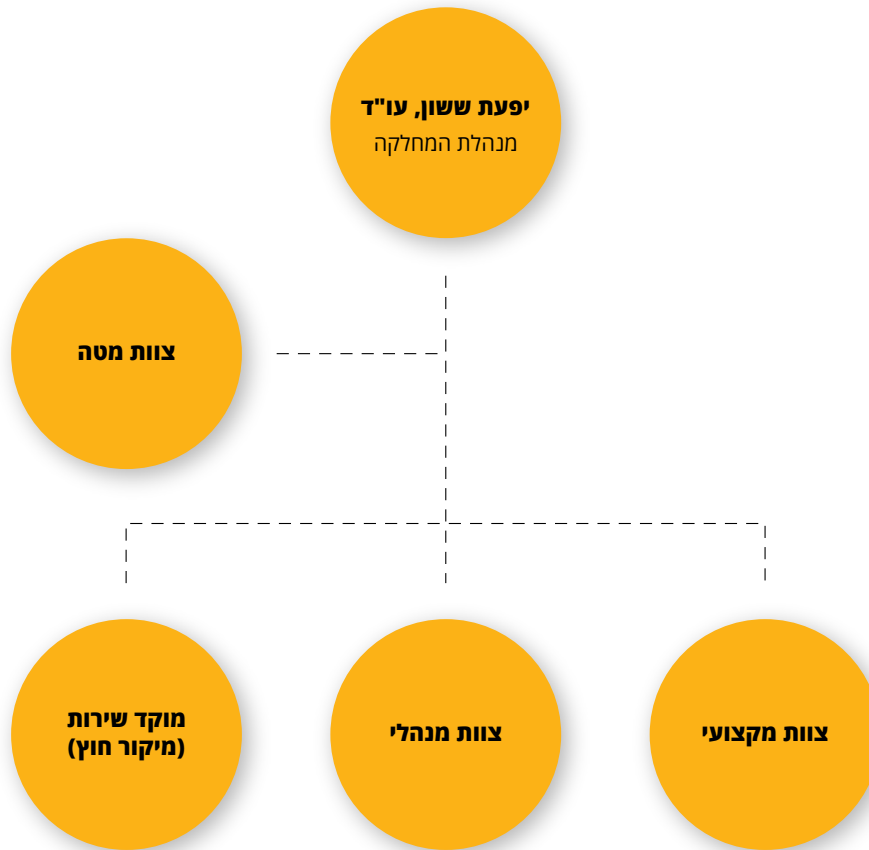 יפעת ששון, עו"ד
מנהלת המחלקה
צוות מטה
צוות מקצועי
צוות מנהלי
מוקד שירות
(מיקור חוץ)